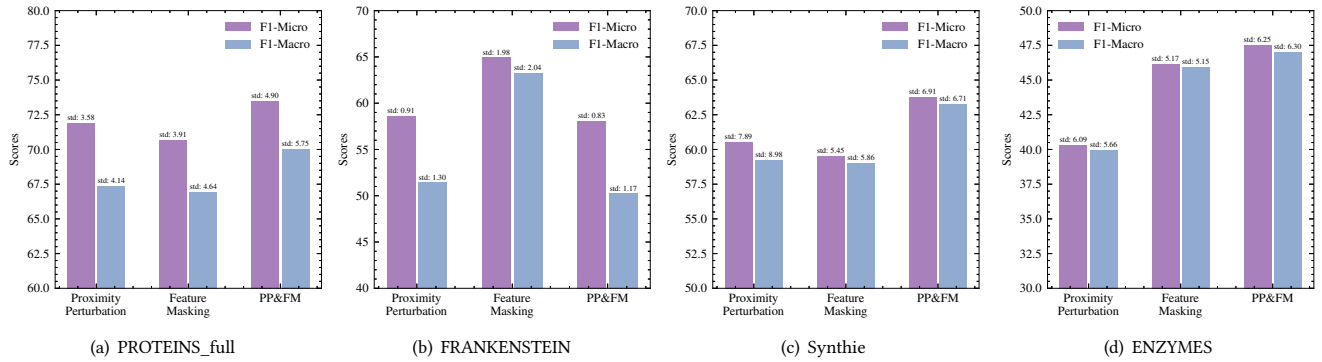 80.0
77.5
75.0
72.5
70.0
67.5
65.0
62.5
60.0
Scores
F1-Micro
F1-Macro
std: 3.58
std: 4.14
std: 3.91
std: 4.64
std: 4.90
std: 5.75
Proximity
Perturbation
Feature
Masking
PP&FM
(a) PROTEINS_full
70
65
60
55
50
45
40
Scores
F1-Micro
F1-Macro
std: 0.91
std: 1.30
std: 1.98
std: 2.04
std: 0.83
std: 1.17
Proximity
Perturbation
Feature
Masking
PP&FM
(b) FRANKENSTEIN
70.0
67.5
65.0
62.5
60.0
57.5
55.0
52.5
50.0
Scores
F1-Micro
F1-Macro
std: 7.89
std: 8.98
std: 5.45
std: 5.86
std: 6.91
std: 6.71
Proximity
Perturbation
Feature
Masking
PP&FM
(c) Synthie
50.0
47.5
45.0
42.5
40.0
37.5
35.0
32.5
30.0
Scores
F1-Micro
F1-Macro
std: 6.09
std: 5.66
std: 5.17
std: 5.15
std: 6.25
std: 6.30
Proximity
Perturbation
Feature
Masking
PP&FM
(d) ENZYMES